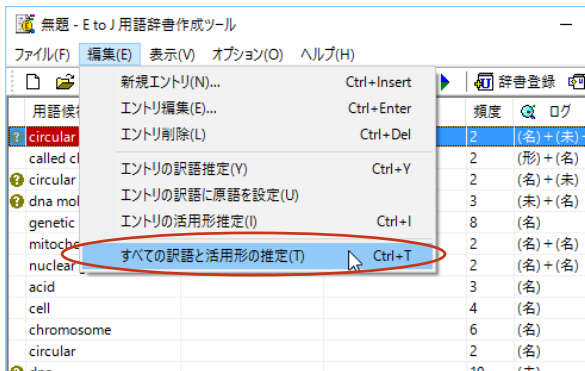 無題 - E to J 用語辞書作成ツール
ファイル(F) 編集(E) 表示(V) オプション(O) ヘルプ(H)
辞書登録
新規エントリ(N)... Ctrl+Insert
エントリ編集(E)... Ctrl+Enter
エントリ削除(L) Ctrl+Del
エントリの訳語推定(Y) Ctrl+Y
エントリの訳語に原語を設定(U)
エントリの活用形推定(I) Ctrl+I
すべての訳語と活用形の推定(T) Ctrl+T
用語候 頻度 ログ
circular 2 (名)+(未)+
called cl 2 (形)+(名)
circular 2 (名)+(未)
dna mol 3 (未)+(名)
genetic 8 (名)
mitocho 2 (名)+(名)
nuclear 2 (名)+(名)
acid 3 (名)
cell 4 (名)
chromosome 6 (名)
circular 2 (名)
dna 10 (未)